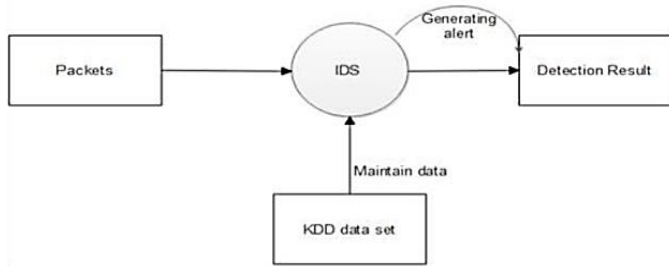 Generating
alert
Packets
IDS
Detection Result
Maintain data
KDD data set